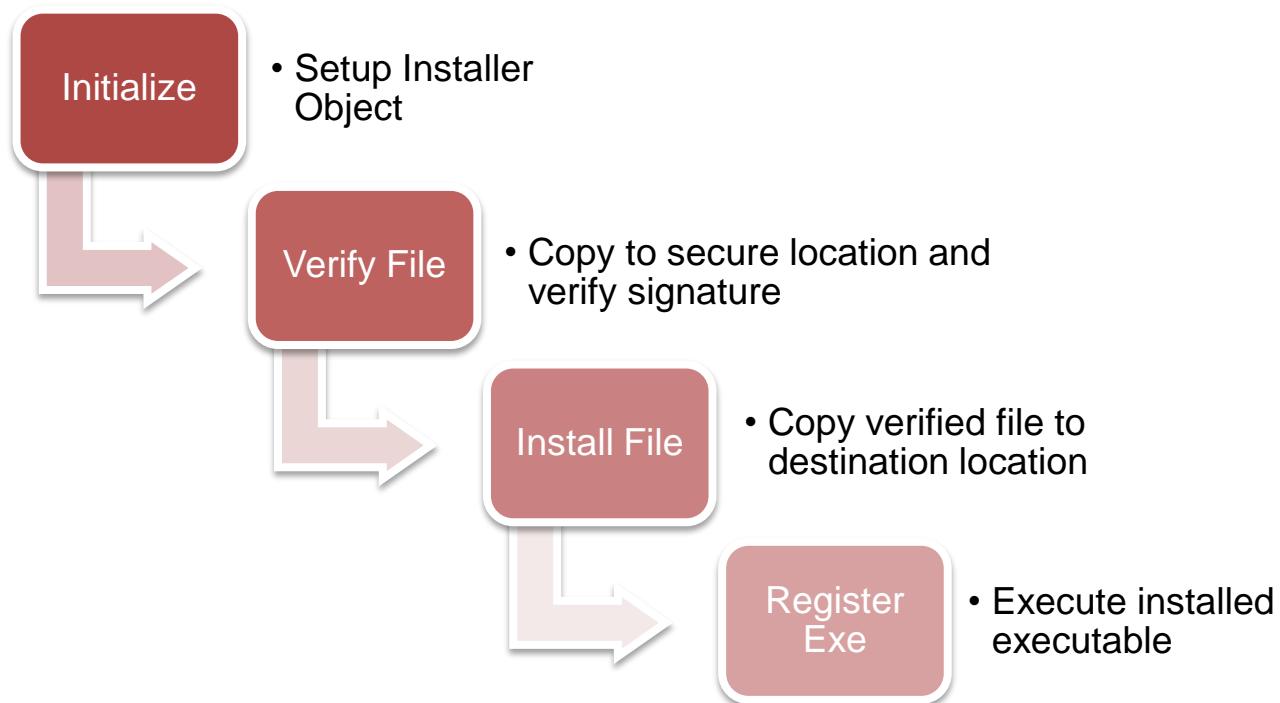 Initialize
• Setup Installer
Object
Verify File
• Copy to secure location and
verify signature
Install File
• Copy verified file to
destination location
Register
Exe
• Execute installed
executable